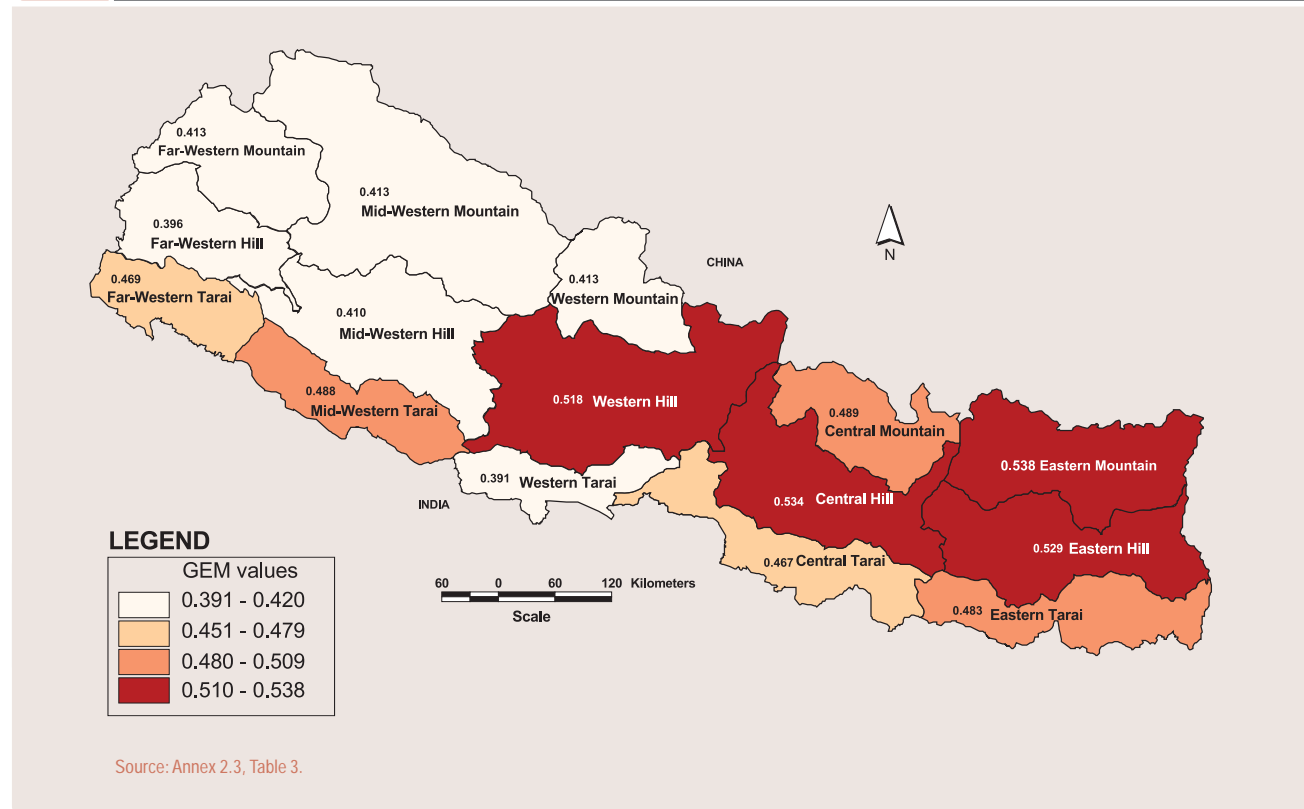 0.413
Far-Western Mountain
0.413
Mid-Western Mountain
0.396
Far-Western Hill
N
CHINA
0.469
Far-Western Tarai
0.413
Western Mountain
0.410
Mid-Western Hill
0.488
Mid-Western Tarai
0.518 Western Hill
0.489
Central Mountain
0.538 Eastern Mountain
0.391 Western Tarai
INDIA
0.534 Central Hill
0.529 Eastern Hill
0.467 Central Tarai
0.483 Eastern Tarai
LEGEND
GEM values
0.391 - 0.420
0.451 - 0.479
0.480 - 0.509
0.510 - 0.538
60 0 60 120 Kilometers
Scale
Source: Annex 2.3, Table 3.